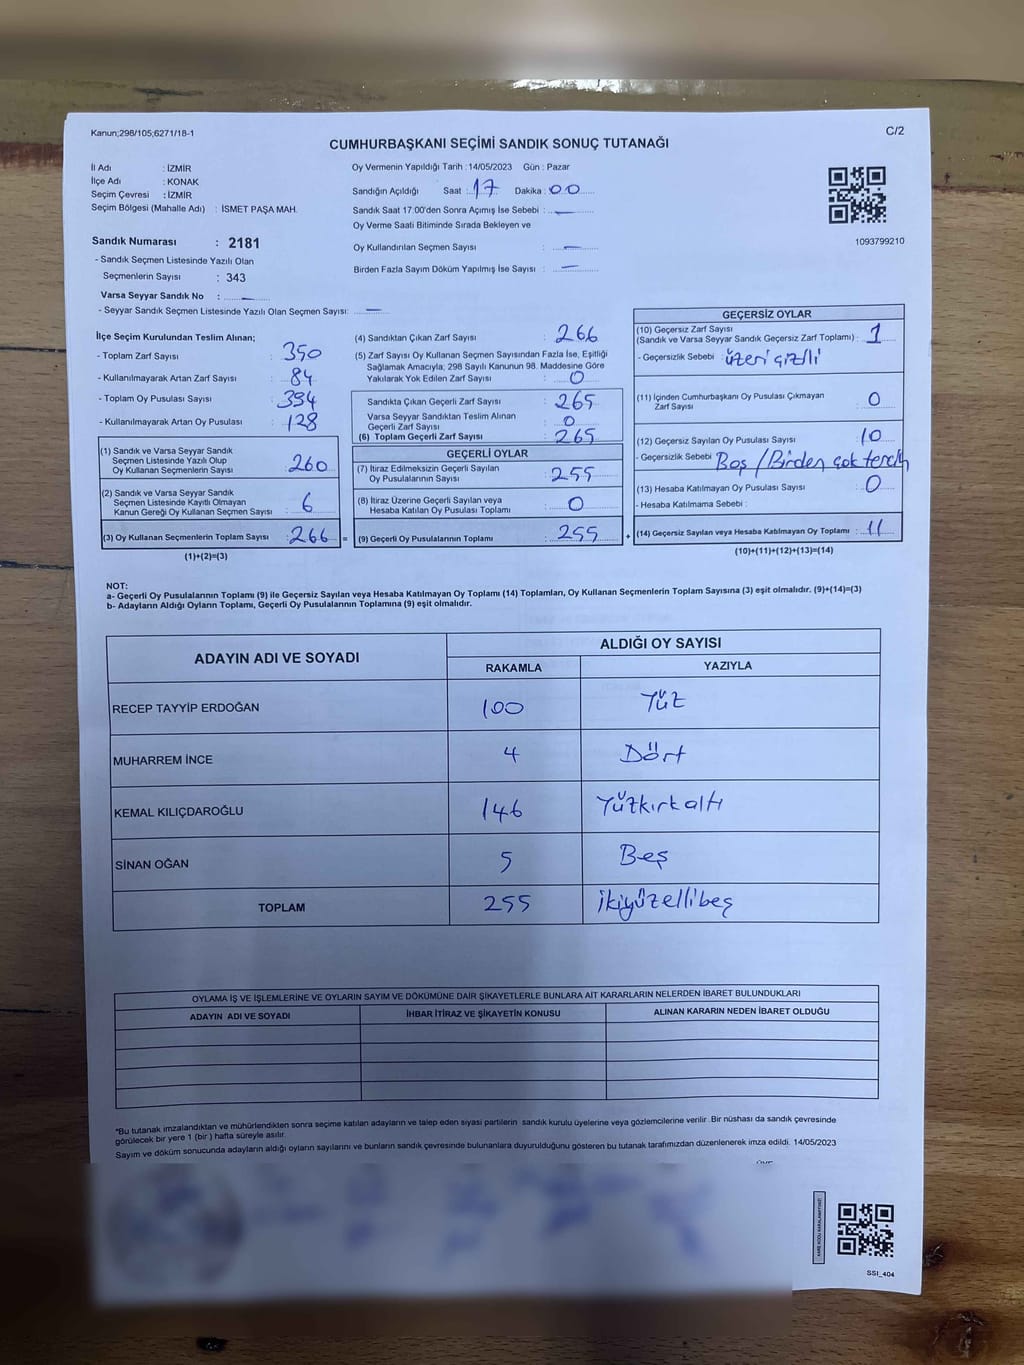 Kanun;298/105;6271/18-1
C/2
CUMHURBAŞKANI SEÇİMİ SANDIK SONUÇ TUTANAĞI
İl Adı : İZMİR
İlçe Adı : KONAK
Seçim Çevresi : İZMİR
Seçim Bölgesi (Mahalle Adı) : İSMET PAŞA MAH.
Sandık Numarası : 2181
- Sandık Seçmen Listesinde Yazılı Olan
Seçmenlerin Sayısı : 343
Varsa Seyyar Sandık No : —
- Seyyar Sandık Seçmen Listesinde Yazılı Olan Seçmen Sayısı: —
Oy Vermenin Yapıldığı Tarih : 14/05/2023 Gün : Pazar
Sandığın Açıldığı Saat : 17 Dakika : 00
Sandık Saat 17:00'den Sonra Açımış İse Sebebi : —
Oy Verme Saati Bitiminde Sırada Bekleyen ve
Oy Kullandırılan Seçmen Sayısı : —
Birden Fazla Sayım Döküm Yapılmış İse Sayısı : —
1093799210
İlçe Seçim Kurulundan Teslim Alınan;
- Toplam Zarf Sayısı : 350
- Kullanılmayarak Artan Zarf Sayısı : 84
- Toplam Oy Pusulası Sayısı : 394
- Kullanılmayarak Artan Oy Pusulası : 128
(1) Sandık ve Varsa Seyyar Sandık
Seçmen Listesinde Yazılı Olup
Oy Kullanan Seçmenlerin Sayısı : 260
(2) Sandık ve Varsa Seyyar Sandık
Seçmen Listesinde Kayıtlı Olmayan
Kanun Gereği Oy Kullanan Seçmen Sayısı : 6
(3) Oy Kullanan Seçmenlerin Toplam Sayısı : 266 =
(1)+(2)=(3)
(4) Sandıktan Çıkan Zarf Sayısı : 266
(5) Zarf Sayısı Oy Kullanan Seçmen Sayısından Fazla İse, Eşitliği
Sağlamak Amacıyla; 298 Sayılı Kanunun 98. Maddesine Göre
Yakılarak Yok Edilen Zarf Sayısı : 0
Sandıkta Çıkan Geçerli Zarf Sayısı : 265
Varsa Seyyar Sandıktan Teslim Alınan
Geçerli Zarf Sayısı : 0
(6) Toplam Geçerli Zarf Sayısı : 265
GEÇERLİ OYLAR
(7) İtiraz Edilmeksizin Geçerli Sayılan
Oy Pusulalarının Sayısı : 255
(8) İtiraz Üzerine Geçerli Sayılan veya
Hesaba Katılan Oy Pusulası Toplamı : 0
(9) Geçerli Oy Pusulalarının Toplamı : 255 +
GEÇERSİZ OYLAR
(10) Geçersiz Zarf Sayısı
(Sandık ve Varsa Seyyar Sandık Geçersiz Zarf Toplamı) : 1
- Geçersizlik Sebebi : üzeri çizili
(11) İçinden Cumhurbaşkanı Oy Pusulası Çıkmayan
Zarf Sayısı : 0
(12) Geçersiz Sayılan Oy Pusulası Sayısı : 10
- Geçersizlik Sebebi : Boş / Birden çok tercih
(13) Hesaba Katılmayan Oy Pusulası Sayısı : 0
- Hesaba Katılmama Sebebi :
(14) Geçersiz Sayılan veya Hesaba Katılmayan Oy Toplamı : 11
(10)+(11)+(12)+(13)=(14)
NOT:
a- Geçerli Oy Pusulalarının Toplamı (9) ile Geçersiz Sayılan veya Hesaba Katılmayan Oy Toplamı (14) Toplamları, Oy Kullanan Seçmenlerin Toplam Sayısına (3) eşit olmalıdır. (9)+(14)=(3)
b- Adayların Aldığı Oyların Toplamı, Geçerli Oy Pusulalarının Toplamına (9) eşit olmalıdır.
ADAYIN ADI VE SOYADI
ALDIĞI OY SAYISI
RAKAMLA YAZIYLA
RECEP TAYYİP ERDOĞAN 100 Yüz
MUHARREM İNCE 4 Dört
KEMAL KILIÇDAROĞLU 146 Yüzkırkaltı
SİNAN OĞAN 5 Beş
TOPLAM 255 ikiyüzellibeş
OYLAMA İŞ VE İŞLEMLERİNE VE OYLARIN SAYIM VE DÖKÜMÜNE DAİR ŞİKAYETLERLE BUNLARA AİT KARARLARIN NELERDEN İBARET BULUNDUKLARI
ADAYIN ADI VE SOYADI İHBAR İTİRAZ VE ŞİKAYETİN KONUSU ALINAN KARARIN NEDEN İBARET OLDUĞU
*Bu tutanak imzalandıktan ve mühürlendikten sonra seçime katılan adayların ve talep eden siyasi partilerin sandık kurulu üyelerine veya gözlemcilerine verilir. Bir nüshası da sandık çevresinde
görülecek bir yere 1 (bir ) hafta süreyle asılır.
Sayım ve döküm sonucunda adayların aldığı oyların sayılarını ve bunların sandık çevresinde bulunanlara duyurulduğunu gösteren bu tutanak tarafımızdan düzenlenerek imza edildi. 14/05/2023
KARE KODU KARALAMAYINIZ!
SSİ_404